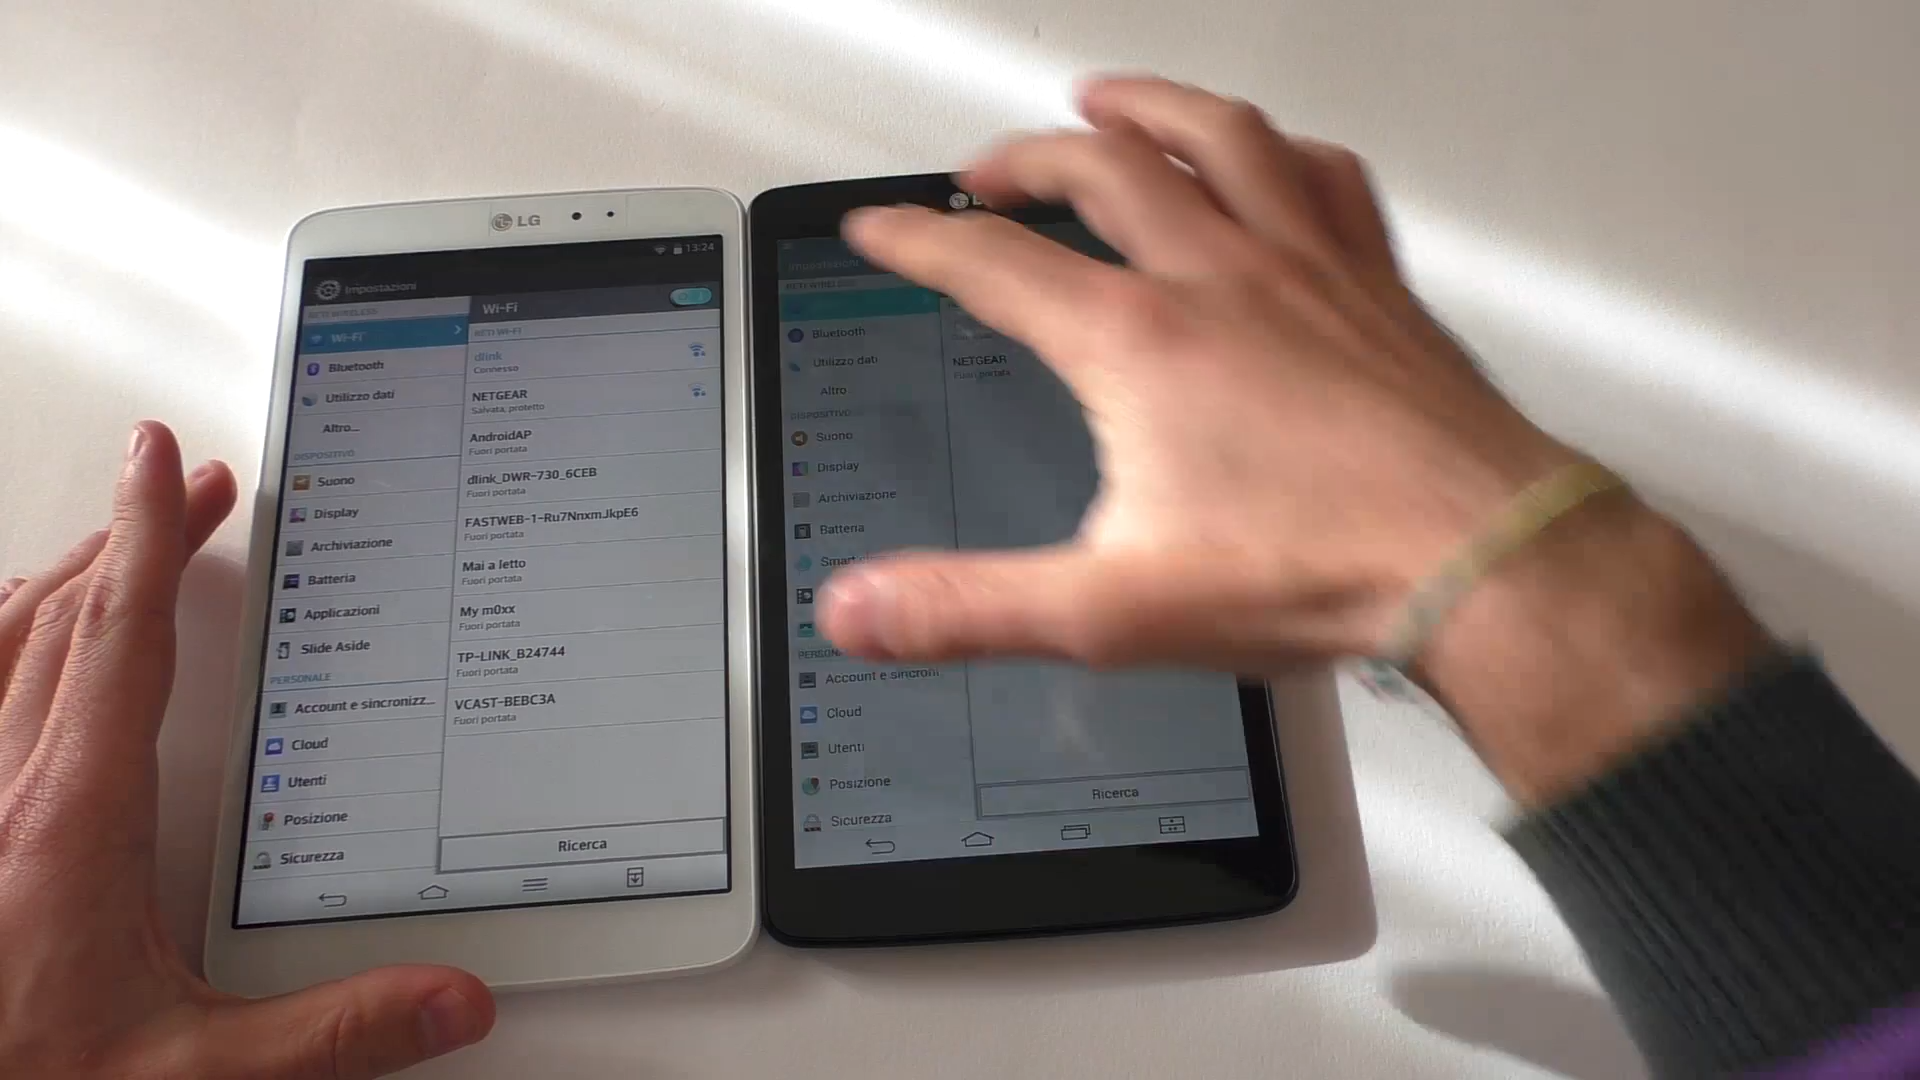 LG
13:24
Impostazioni
RETI WIRELESS
Wi-Fi
Bluetooth
Utilizzo dati
Altro...
DISPOSITIVO
Suono
Display
Archiviazione
Batteria
Applicazioni
Slide Aside
PERSONALE
Account e sincronizz...
Cloud
Utenti
Posizione
Sicurezza
Wi-Fi
RETI WI-FI
dlink
Connesso
NETGEAR
Salvata, protetto
AndroidAP
Fuori portata
dlink_DWR-730_6CEB
Fuori portata
FASTWEB-1-Ru7NnxmJkpE6
Fuori portata
Mai a letto
Fuori portata
My m0xx
Fuori portata
TP-LINK_B24744
Fuori portata
VCAST-BEBC3A
Fuori portata
Ricerca
Impostazioni
RETI WIRELESS
Bluetooth
Utilizzo dati
Altro...
DISPOSITIVO
Suono
Display
Archiviazione
Batteria
Smart
Account e sincroni
Cloud
Utenti
Posizione
Sicurezza
NETGEAR
Fuori portata
Ricerca